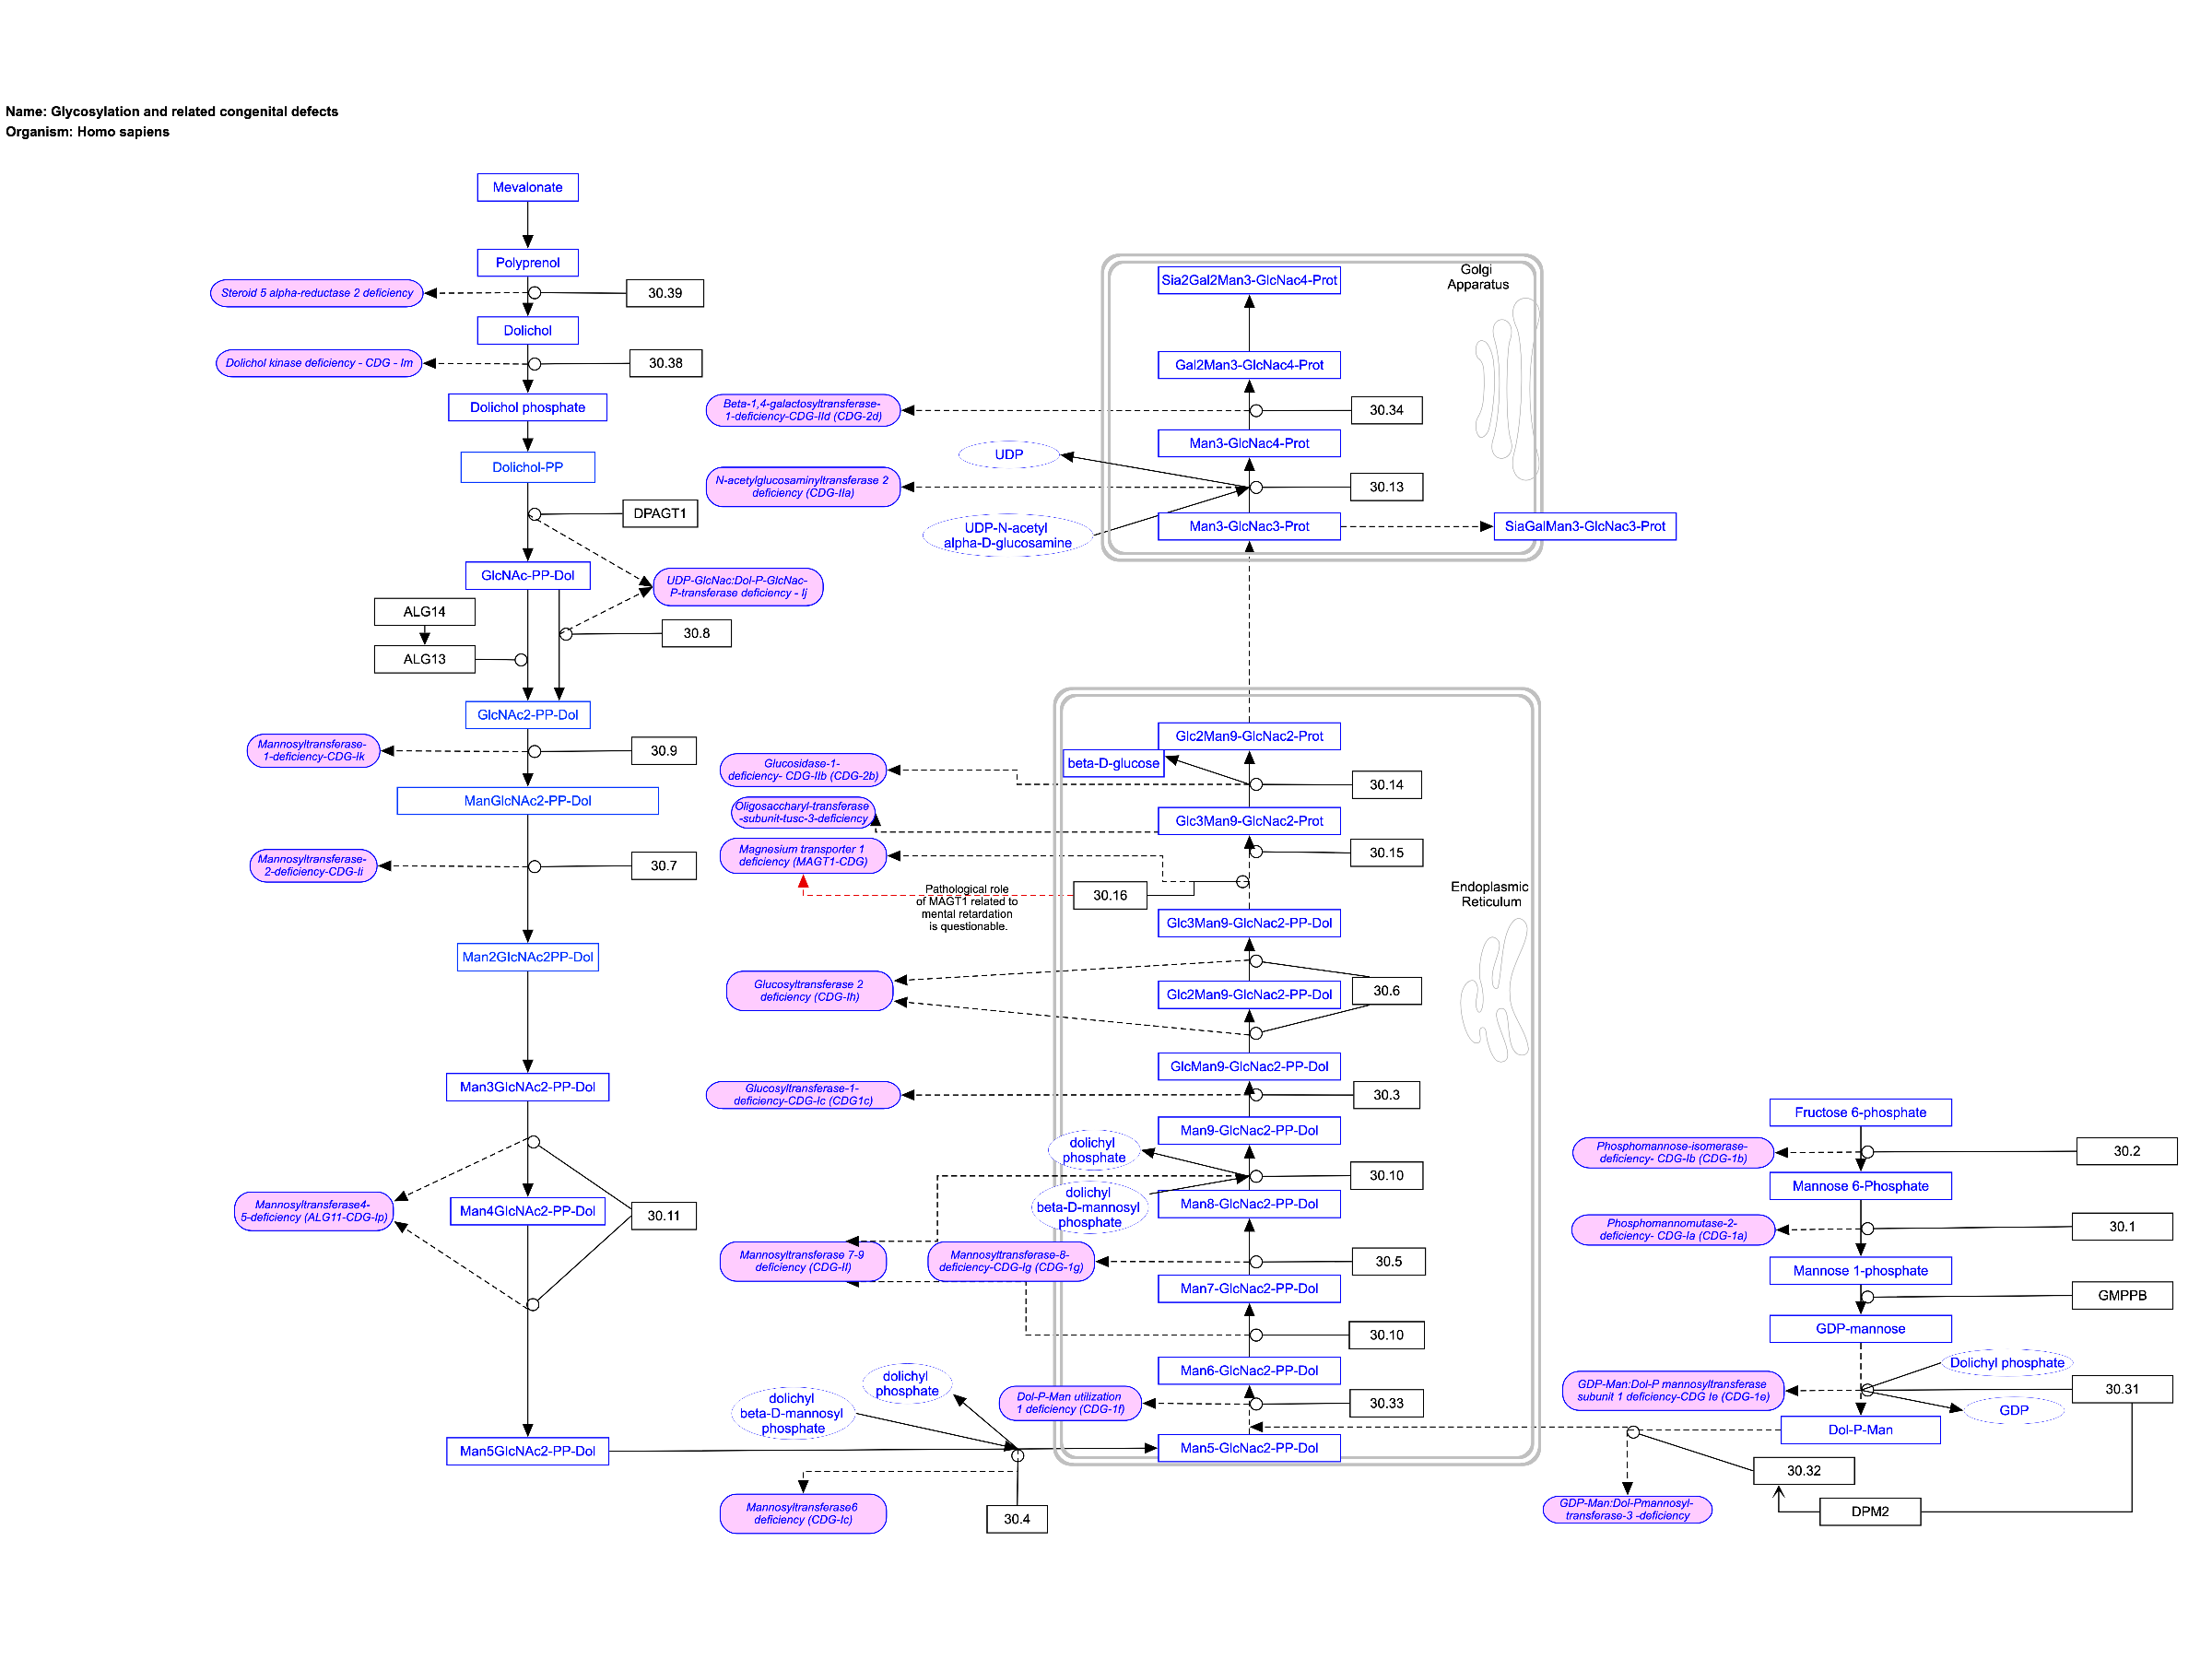 Name: Glycosylation and related congenital defects
Organism: Homo sapiens
Mevalonate
Polyprenol
Steroid 5 alpha-reductase 2 deficiency
30.39
Dolichol
Dolichol kinase deficiency - CDG - Im
30.38
Dolichol phosphate
Dolichol-PP
DPAGT1
GlcNAc-PP-Dol
UDP-GlcNac:Dol-P-GlcNac-
P-transferase deficiency - Ij
ALG14
30.8
ALG13
GlcNAc2-PP-Dol
Mannosyltransferase-
1-deficiency-CDG-Ik
30.9
ManGlcNAc2-PP-Dol
Mannosyltransferase-
2-deficiency-CDG-Ii
30.7
Man2GlcNAc2PP-Dol
Man3GlcNAc2-PP-Dol
Mannosyltransferase4-
5-deficiency (ALG11-CDG-Ip)
Man4GlcNAc2-PP-Dol
30.11
Man5GlcNAc2-PP-Dol
Golgi
Apparatus
Sia2Gal2Man3-GlcNac4-Prot
Gal2Man3-GlcNac4-Prot
Beta-1,4-galactosyltransferase-
1-deficiency-CDG-IId (CDG-2d)
30.34
Man3-GlcNac4-Prot
UDP
N-acetylglucosaminyltransferase 2
deficiency (CDG-IIa)
30.13
UDP-N-acetyl
alpha-D-glucosamine
Man3-GlcNac3-Prot
SiaGalMan3-GlcNac3-Prot
Glc2Man9-GlcNac2-Prot
beta-D-glucose
Glucosidase-1-
deficiency- CDG-IIb (CDG-2b)
30.14
Oligosaccharyl-transferase
-subunit-tusc-3-deficiency
Glc3Man9-GlcNac2-Prot
Magnesium transporter 1
deficiency (MAGT1-CDG)
30.15
Pathological role
of MAGT1 related to
mental retardation
is questionable.
30.16
Endoplasmic
Reticulum
Glc3Man9-GlcNac2-PP-Dol
Glucosyltransferase 2
deficiency (CDG-Ih)
Glc2Man9-GlcNac2-PP-Dol
30.6
GlcMan9-GlcNac2-PP-Dol
Glucosyltransferase-1-
deficiency-CDG-Ic (CDG1c)
30.3
Man9-GlcNac2-PP-Dol
dolichyl
phosphate
30.10
dolichyl
beta-D-mannosyl
phosphate
Man8-GlcNac2-PP-Dol
Mannosyltransferase 7-9
deficiency (CDG-II)
Mannosyltransferase-8-
deficiency-CDG-Ig (CDG-1g)
30.5
Man7-GlcNac2-PP-Dol
30.10
Man6-GlcNac2-PP-Dol
Dol-P-Man utilization
1 deficiency (CDG-1f)
30.33
dolichyl
phosphate
dolichyl
beta-D-mannosyl
phosphate
Man5-GlcNac2-PP-Dol
Mannosyltransferase6
deficiency (CDG-Ic)
30.4
Fructose 6-phosphate
Phosphomannose-isomerase-
deficiency- CDG-Ib (CDG-1b)
30.2
Mannose 6-Phosphate
Phosphomannomutase-2-
deficiency- CDG-Ia (CDG-1a)
30.1
Mannose 1-phosphate
GMPPB
GDP-mannose
Dolichyl phosphate
GDP-Man:Dol-P mannosyltransferase
subunit 1 deficiency-CDG Ie (CDG-1e)
30.31
GDP
Dol-P-Man
30.32
GDP-Man:Dol-Pmannosyl-
transferase-3 -deficiency
DPM2